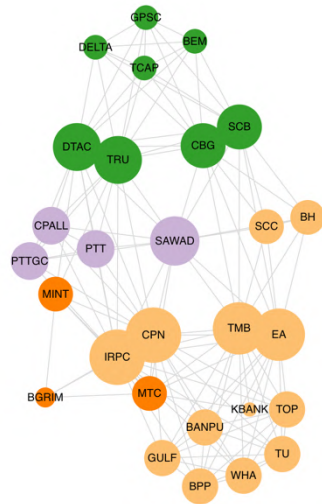 GPSC
DELTA
BEM
TCAP
SCB
DTAC
CBG
TRU
CPALL
SCC
BH
PTTGC
PTT
SAWAD
MINT
CPN
TMB
EA
IRPC
BGRIM
MTC
KBANK
TOP
BANPU
GULF
TU
BPP
WHA